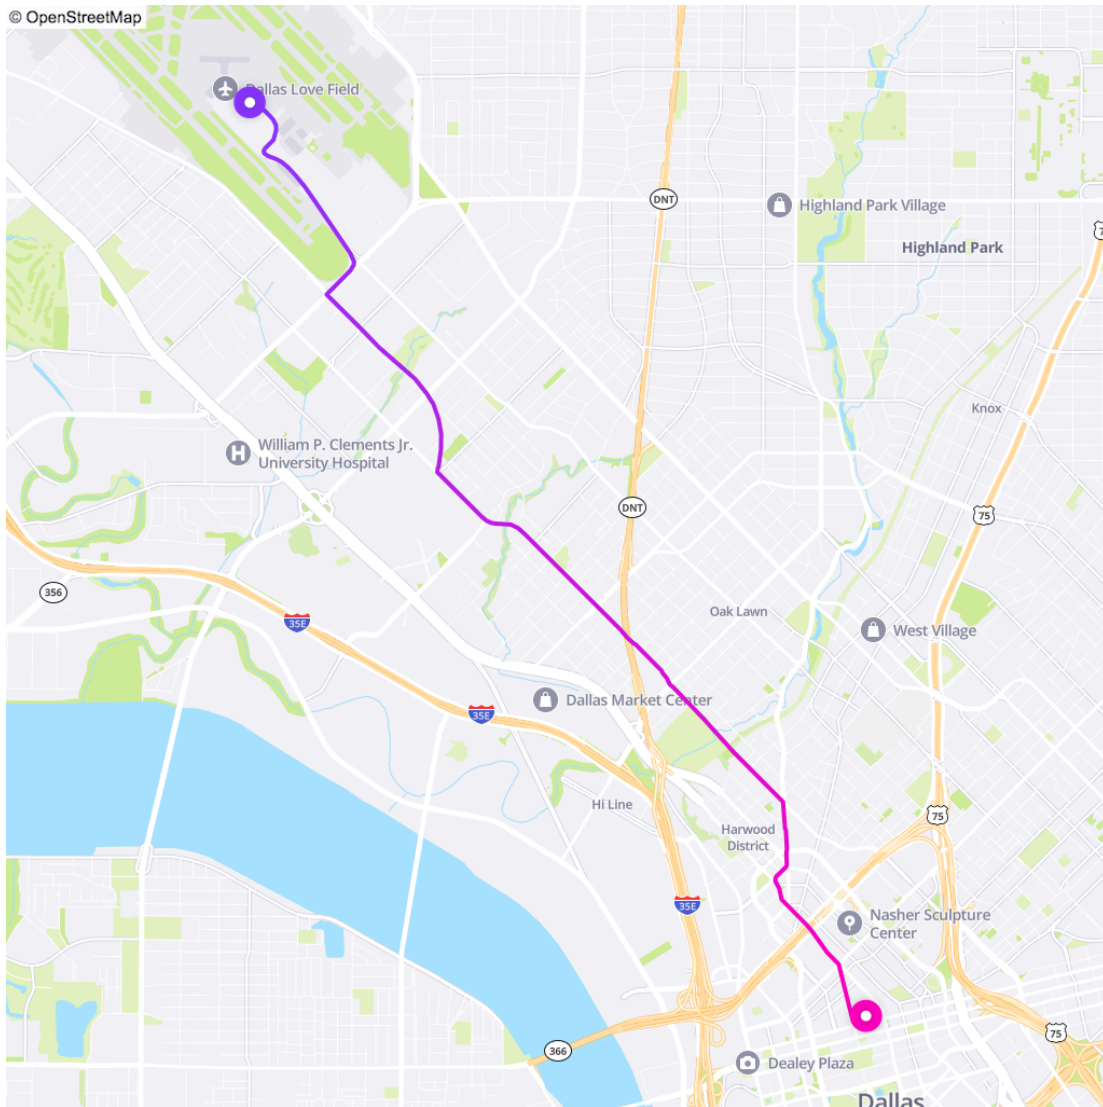 © OpenStreetMap
Dallas Love Field
DNT
Highland Park Village
Highland Park
Knox
William P. Clements Jr.
University Hospital
DNT
75
356
35E
Oak Lawn
West Village
Dallas Market Center
35E
Hi Line
Harwood
District
75
35E
Nasher Sculpture
Center
75
366
Dealey Plaza
Dallas